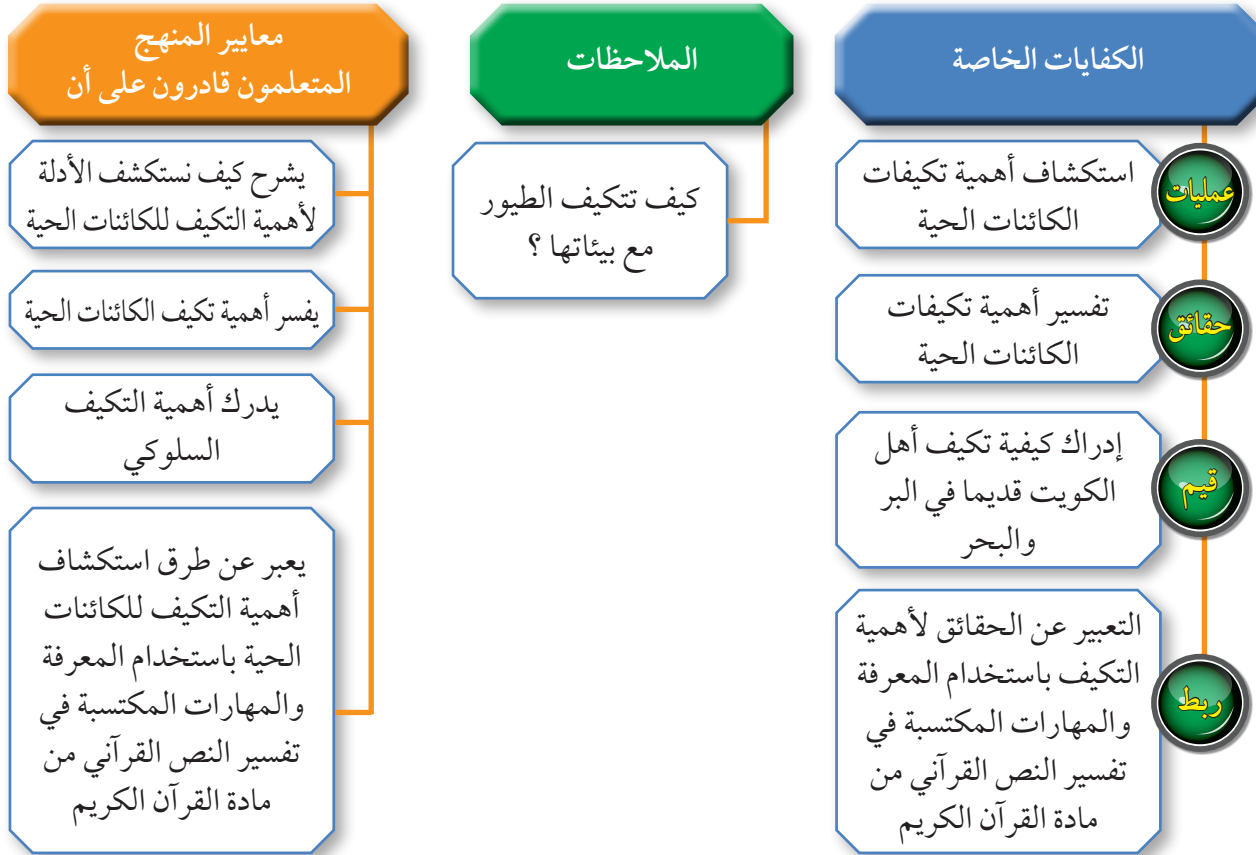 الكفايات الخاصة
عمليات
استكشاف أهمية تكيفات
الكائنات الحية
حقائق
تفسير أهمية تكيفات
الكائنات الحية
قيم
إدراك كيفية تكيف أهل
الكويت قديما في البر
والبحر
ربط
التعبير عن الحقائق لأهمية
التكيف باستخدام المعرفة
والمهارات المكتسبة في
تفسير النص القرآني من
مادة القرآن الكريم
الملاحظات
كيف تتكيف الطيور
مع بيئاتها ؟
معايير المنهج
المتعلمون قادرون على أن
يشرح كيف نستكشف الأدلة
لأهمية التكيف للكائنات الحية
يفسر أهمية تكيف الكائنات الحية
يدرك أهمية التكيف
السلوكي
يعبر عن طرق استكشاف
أهمية التكيف للكائنات
الحية باستخدام المعرفة
والمهارات المكتسبة في
تفسير النص القرآني من
مادة القرآن الكريم